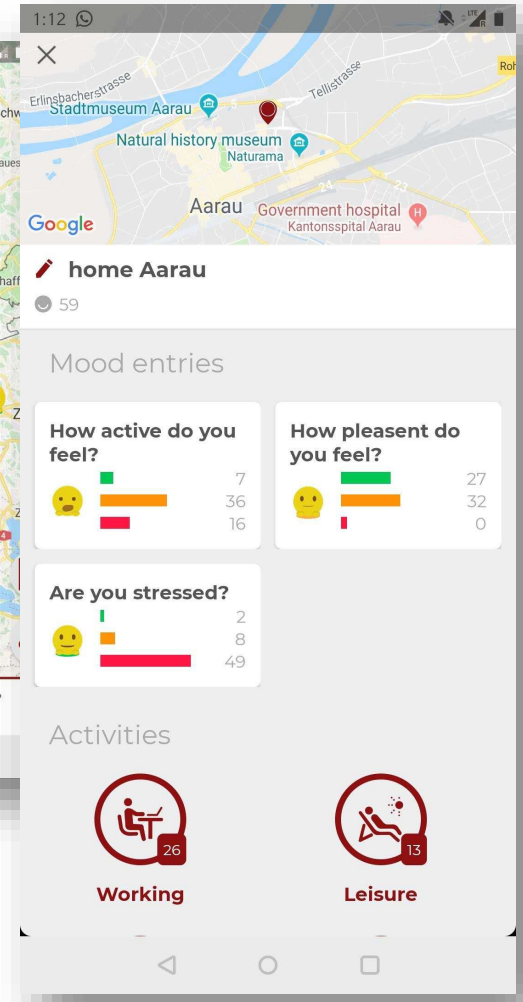 1:12
LTE
R
Erlinsbacherstrasse
Stadtmuseum Aarau
Tellistrasse
Natural history museum
Naturama
24
23
Aarau
Government hospital
H
Kantonsspital Aarau
Google
home Aarau
59
Mood entries
How active do you
feel?
7
36
16
How pleasent do
you feel?
27
32
0
Are you stressed?
2
8
49
Activities
26
Working
13
Leisure